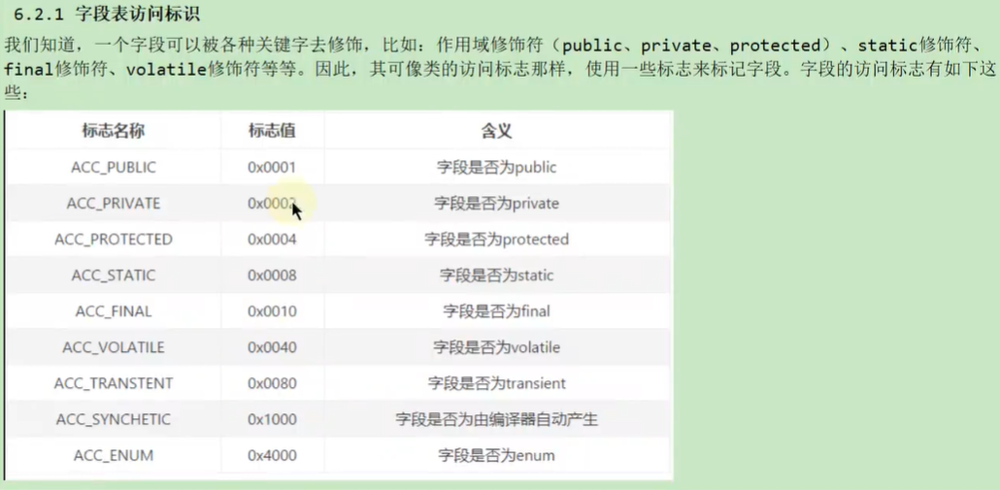 6.2.1 字段表访问标识
我们知道，一个字段可以被各种关键字去修饰，比如：作用域修饰符（public、private、protected）、static修饰符、
final修饰符、volatile修饰符等等。因此，其可像类的访问标志那样，使用一些标志来标记字段。字段的访问标志有如下这
些：
标志名称 标志值 含义
ACC_PUBLIC 0x0001 字段是否为public
ACC_PRIVATE 0x0002 字段是否为private
ACC_PROTECTED 0x0004 字段是否为protected
ACC_STATIC 0x0008 字段是否为static
ACC_FINAL 0x0010 字段是否为final
ACC_VOLATILE 0x0040 字段是否为volatile
ACC_TRANSTENT 0x0080 字段是否为transient
ACC_SYNCHETIC 0x1000 字段是否为由编译器自动产生
ACC_ENUM 0x4000 字段是否为enum